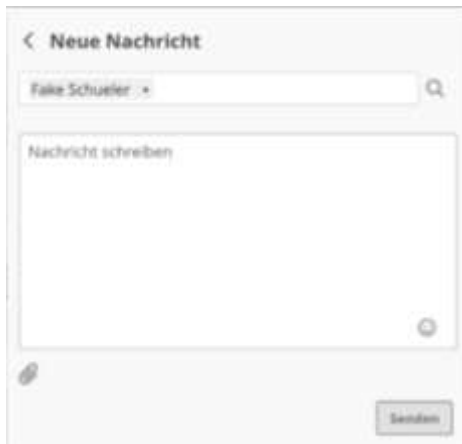 Neue Nachricht
Fake Schueler
Nachricht schreiben
Senden